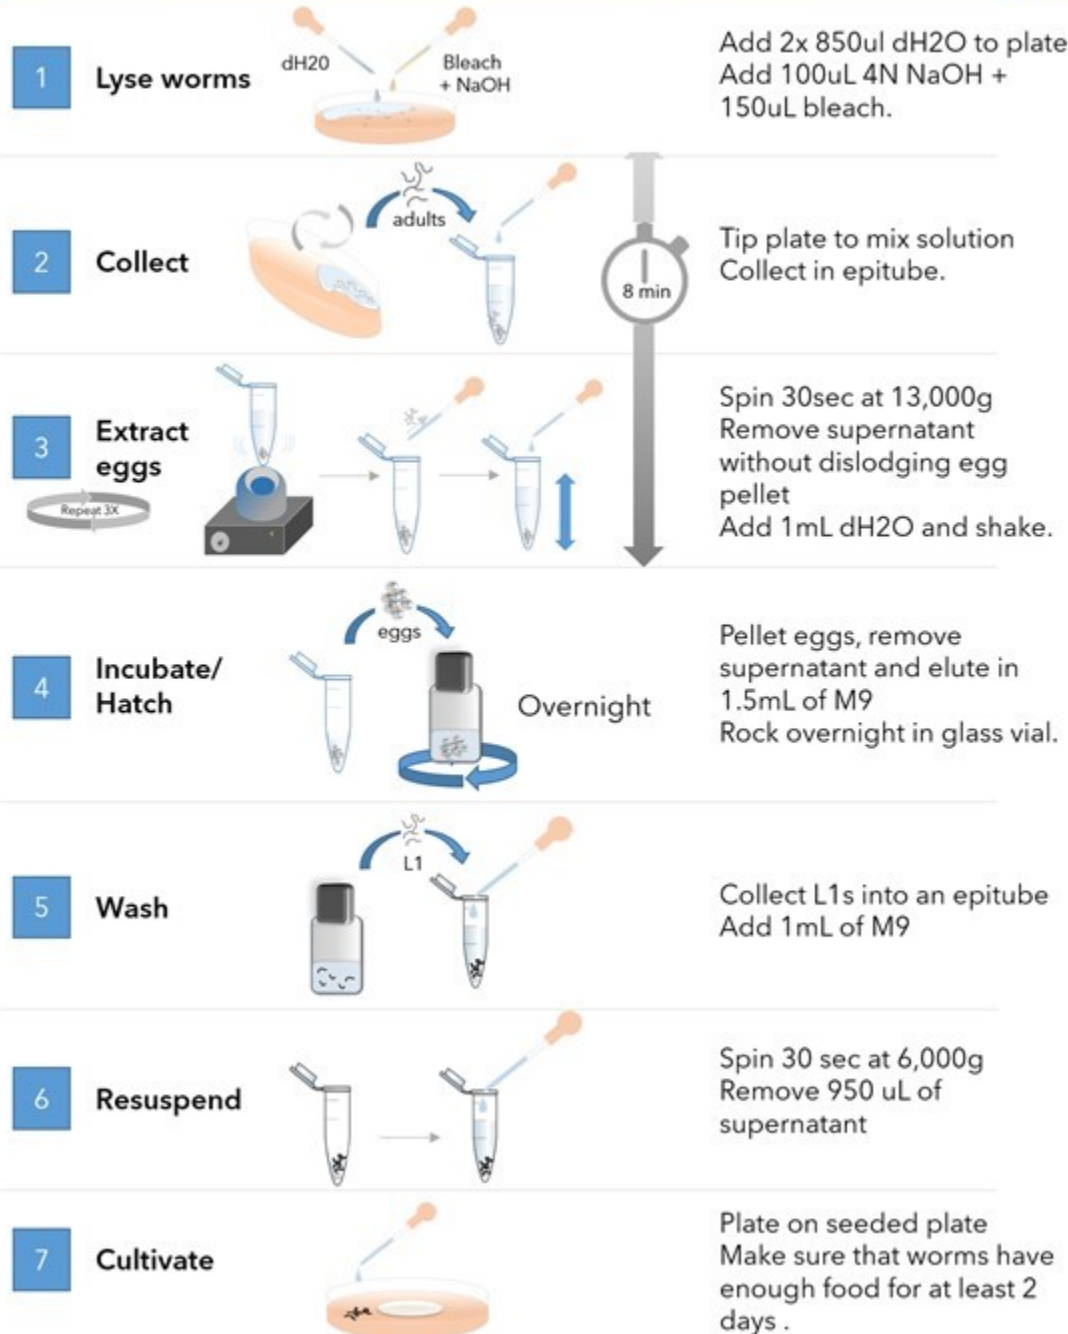 1
Lyse worms
dH20
Bleach
+ NaOH
Add 2x 850ul dH2O to plate
Add 100uL 4N NaOH +
150uL bleach.
2
Collect
adults
8 min
Tip plate to mix solution
Collect in epitube.
3
Extract
eggs
Repeat 3X
Spin 30sec at 13,000g
Remove supernatant
without dislodging egg
pellet
Add 1mL dH2O and shake.
4
Incubate/
Hatch
eggs
Overnight
Pellet eggs, remove
supernatant and elute in
1.5mL of M9
Rock overnight in glass vial.
5
Wash
L1
Collect L1s into an epitube
Add 1mL of M9
6
Resuspend
Spin 30 sec at 6,000g
Remove 950 uL of
supernatant
7
Cultivate
Plate on seeded plate
Make sure that worms have
enough food for at least 2
days .